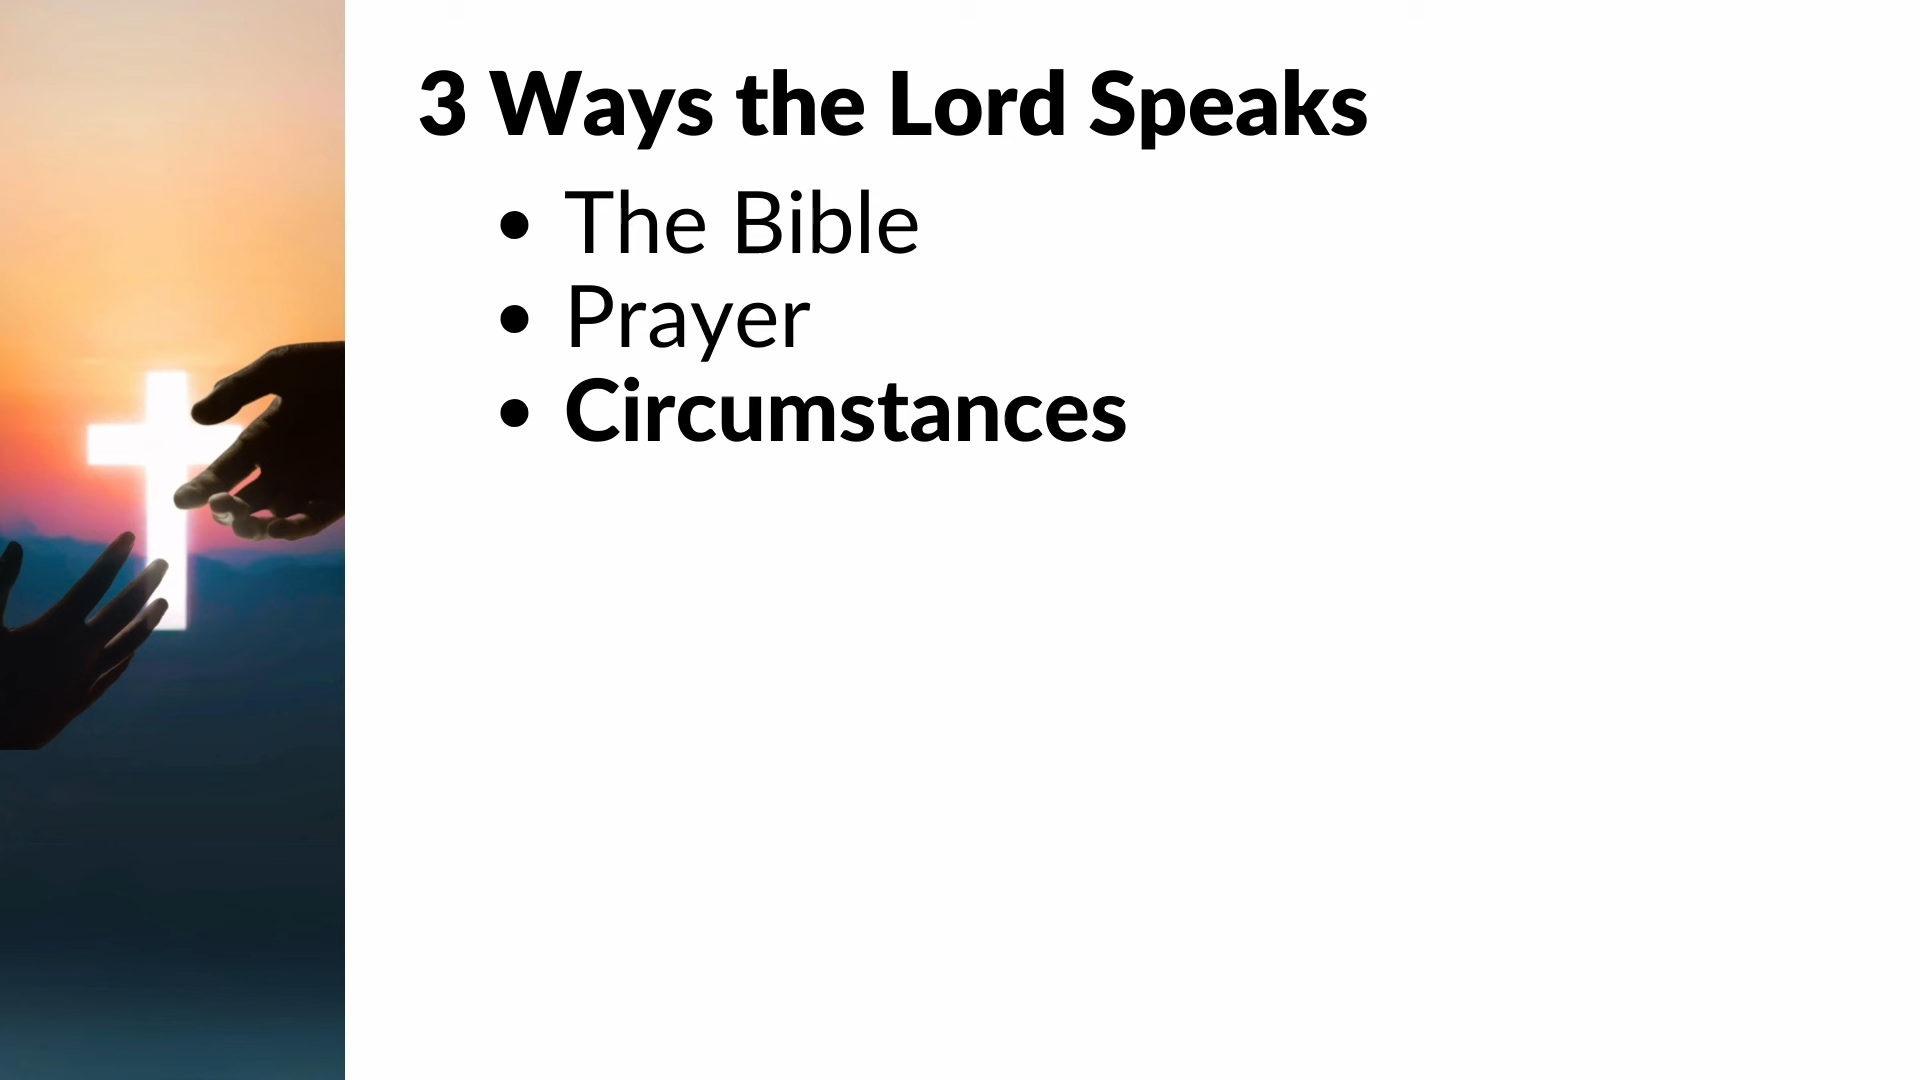 3 Ways the Lord Speaks
• The Bible
• Prayer
• Circumstances